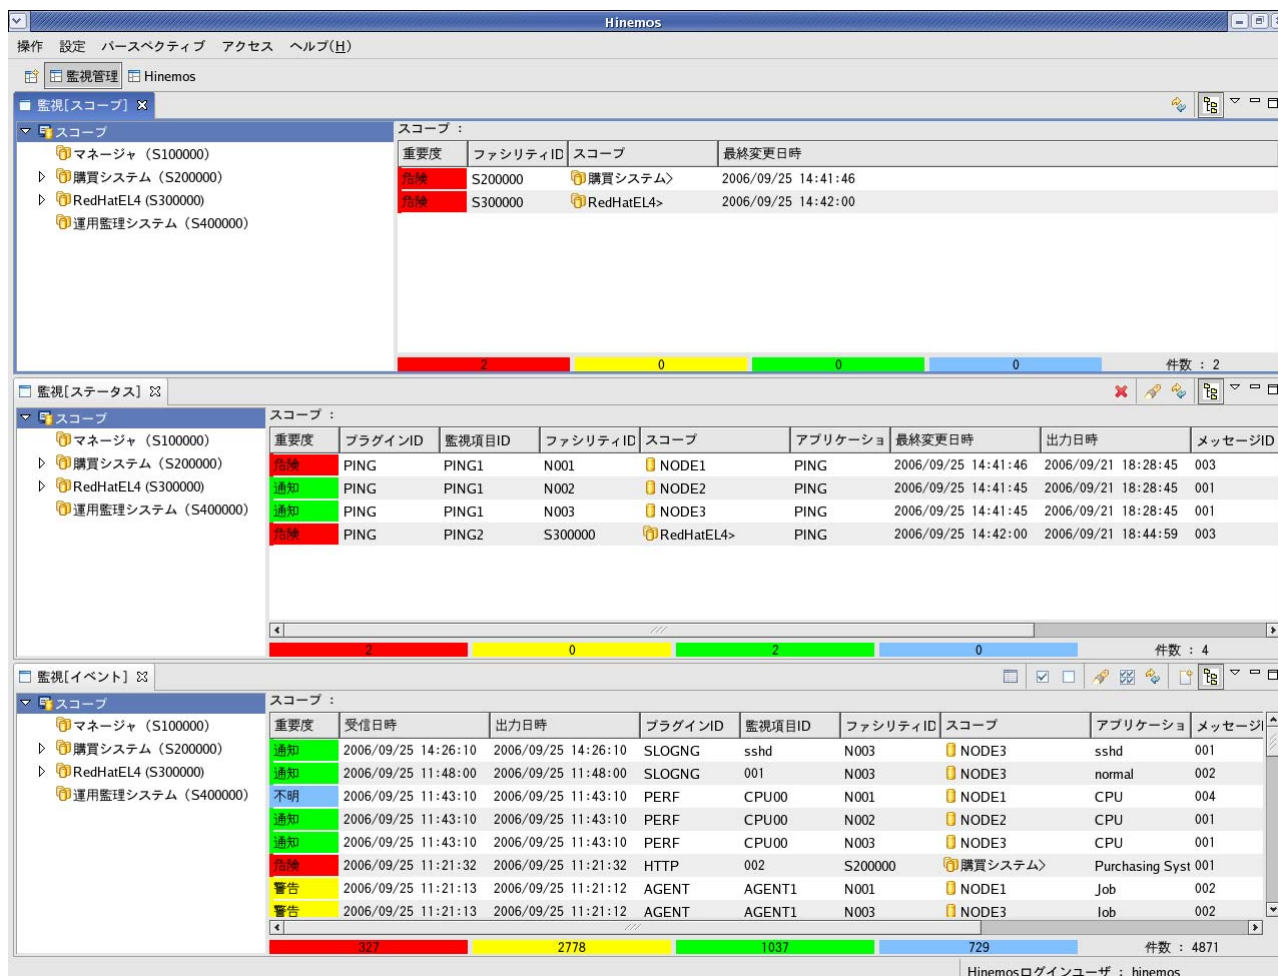 Hinemos
操作 設定 パースペクティブ アクセス ヘルプ(H)
監視管理 Hinemos
監視[スコープ]
スコープ
マネージャ (S100000)
購買システム (S200000)
RedHatEL4 (S300000)
運用監理システム (S400000)
スコープ :
重要度 ファシリティID スコープ 最終変更日時
危険 S200000 購買システム> 2006/09/25 14:41:46
危険 S300000 RedHatEL4> 2006/09/25 14:42:00
2 0 0 0 件数 : 2
監視[ステータス]
スコープ
マネージャ (S100000)
購買システム (S200000)
RedHatEL4 (S300000)
運用監理システム (S400000)
スコープ :
重要度 プラグインID 監視項目ID ファシリティID スコープ アプリケーショ 最終変更日時 出力日時 メッセージID
危険 PING PING1 N001 NODE1 PING 2006/09/25 14:41:46 2006/09/21 18:28:45 003
通知 PING PING1 N002 NODE2 PING 2006/09/25 14:41:45 2006/09/21 18:28:45 001
通知 PING PING1 N003 NODE3 PING 2006/09/25 14:41:45 2006/09/21 18:28:45 001
危険 PING PING2 S300000 RedHatEL4> PING 2006/09/25 14:42:00 2006/09/21 18:44:59 003
2 0 2 0 件数 : 4
監視[イベント]
スコープ
マネージャ (S100000)
購買システム (S200000)
RedHatEL4 (S300000)
運用監理システム (S400000)
スコープ :
重要度 受信日時 出力日時 プラグインID 監視項目ID ファシリティID スコープ アプリケーショ メッセージI
通知 2006/09/25 14:26:10 2006/09/25 14:26:10 SLOGNG sshd N003 NODE3 sshd 001
通知 2006/09/25 11:48:00 2006/09/25 11:48:00 SLOGNG 001 N003 NODE3 normal 002
不明 2006/09/25 11:43:10 2006/09/25 11:43:10 PERF CPU00 N001 NODE1 CPU 004
通知 2006/09/25 11:43:10 2006/09/25 11:43:10 PERF CPU00 N002 NODE2 CPU 001
通知 2006/09/25 11:43:10 2006/09/25 11:43:10 PERF CPU00 N003 NODE3 CPU 001
危険 2006/09/25 11:21:32 2006/09/25 11:21:32 HTTP 002 S200000 購買システム> Purchasing Syst 001
警告 2006/09/25 11:21:13 2006/09/25 11:21:12 AGENT AGENT1 N001 NODE1 Job 002
警告 2006/09/25 11:21:13 2006/09/25 11:21:12 AGENT AGENT1 N003 NODE3 Job 002
327 2778 1037 729 件数 : 4871
Hinemosログインユーザ : hinemos